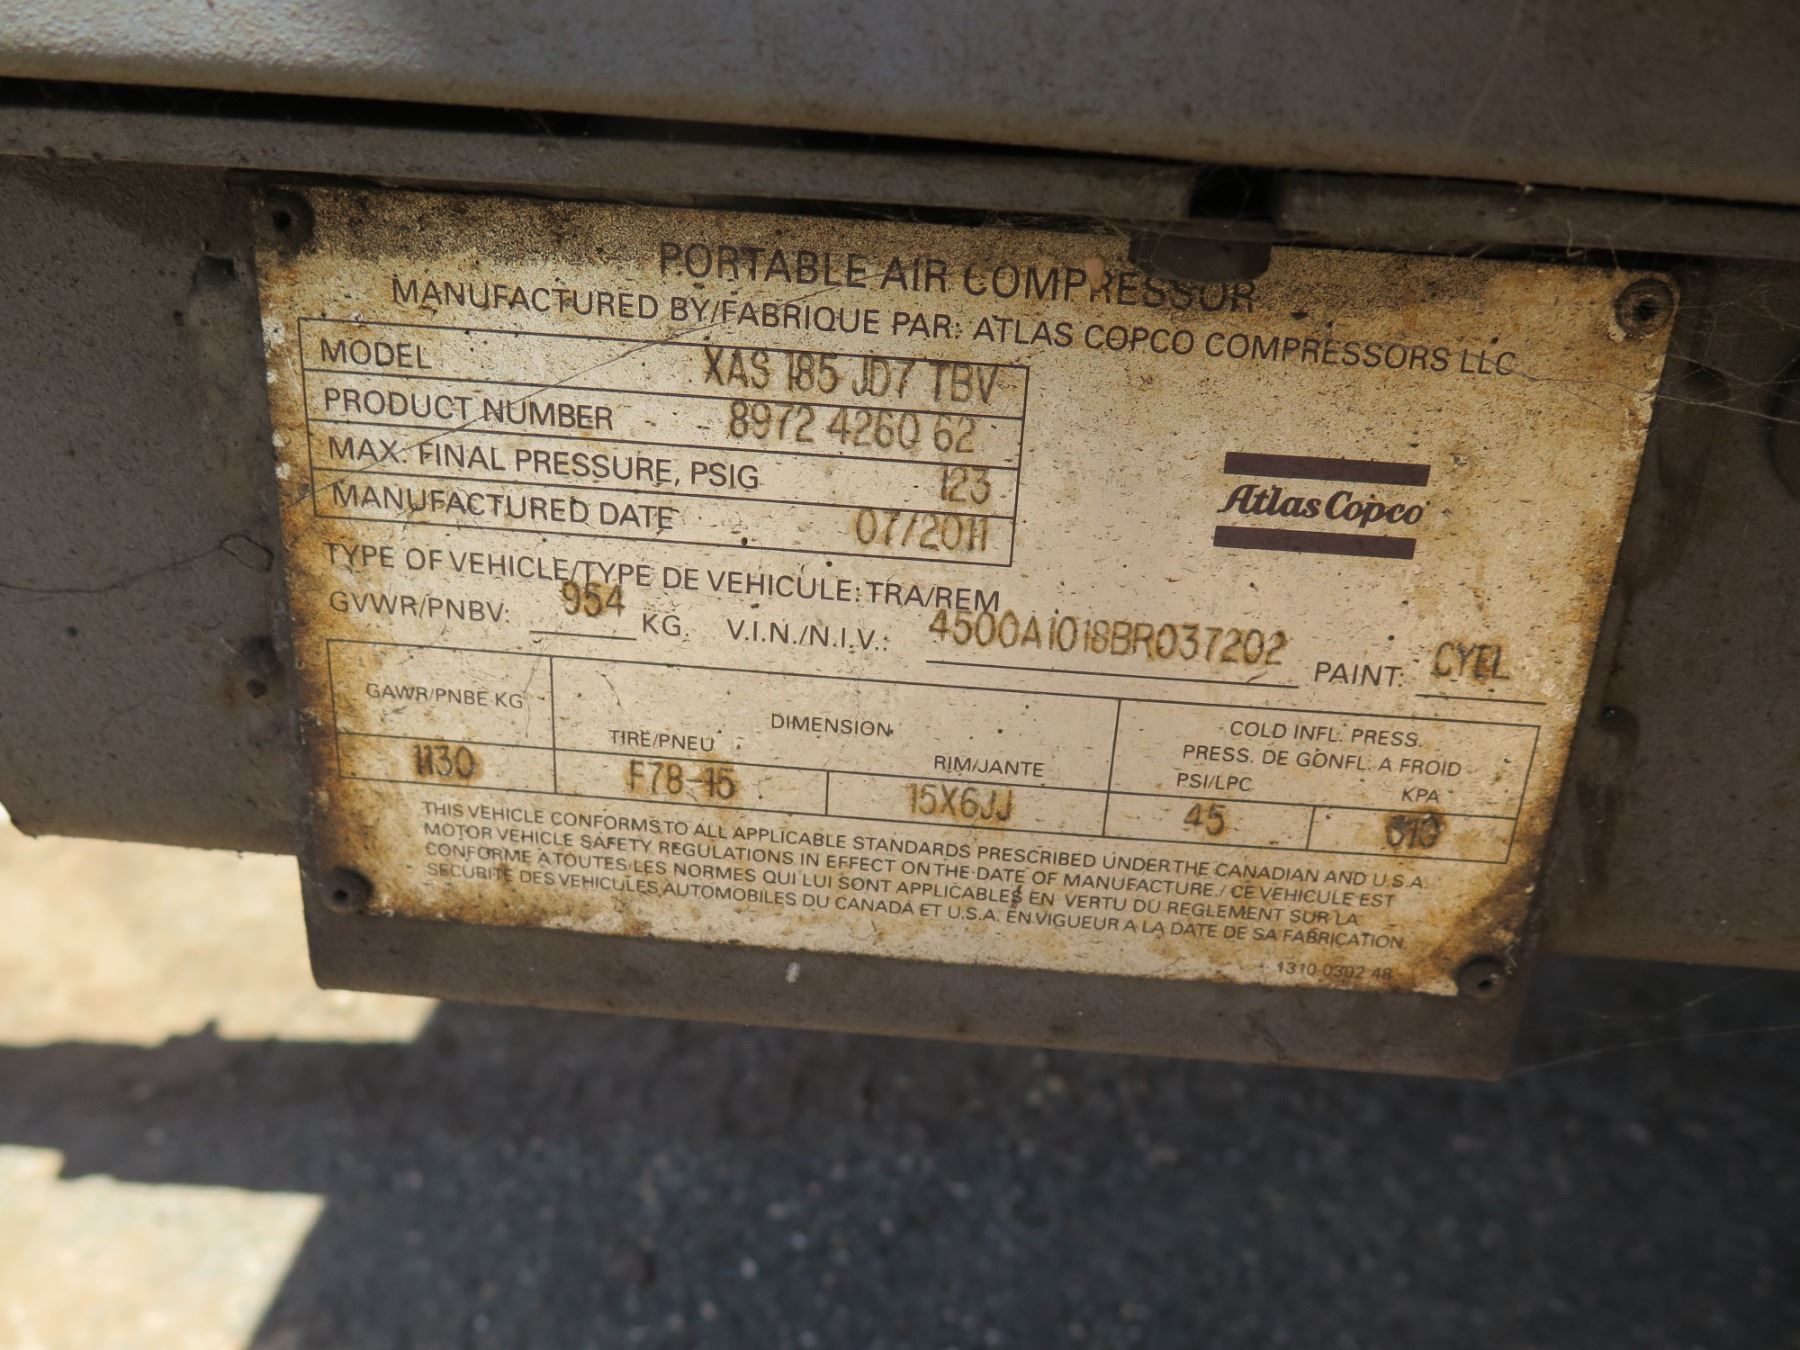 PORTABLE AIR COMPRESSOR
MANUFACTURED BY/FABRIQUE PAR: ATLAS COPCO COMPRESSORS LLC
MODEL XAS 185 JD7 TBV
PRODUCT NUMBER 8972 4260 62
MAX. FINAL PRESSURE, PSIG 123
MANUFACTURED DATE 07/2011
Atlas Copco
TYPE OF VEHICLE/TYPE DE VEHICULE: TRA/REM
GVWR/PNBV: 954 KG. V.I.N./N.I.V.: 4500A1018BR037202 PAINT: CYEL
GAWR/PNBE KG DIMENSION COLD INFL. PRESS.
PRESS. DE GONFL. A FROID
TIRE/PNEU RIM/JANTE PSI/LPC KPA
1130 F78-15 15X6JJ 45
THIS VEHICLE CONFORMS TO ALL APPLICABLE STANDARDS PRESCRIBED UNDER THE CANADIAN AND U.S.A.
MOTOR VEHICLE SAFETY REGULATIONS IN EFFECT ON THE DATE OF MANUFACTURE./ CE VEHICULE EST
CONFORME A TOUTES LES NORMES QUI LUI SONT APPLICABLES EN VERTU DU REGLEMENT SUR LA
SECURITE DES VEHICULES AUTOMOBILES DU CANADA ET U.S.A. EN VIGUEUR A LA DATE DE SA FABRICATION
1310 0302 48